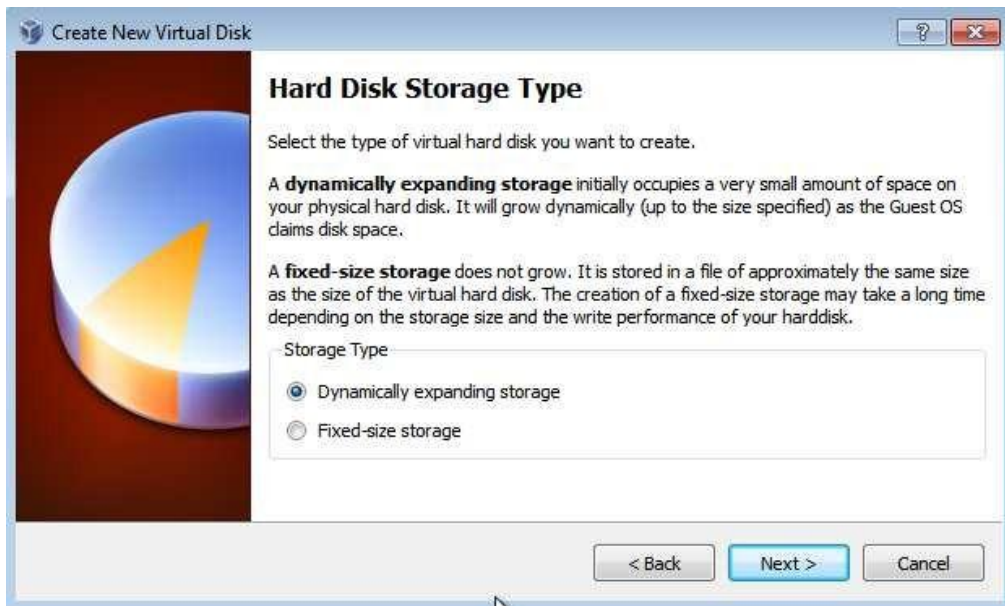 Create New Virtual Disk
Hard Disk Storage Type
Select the type of virtual hard disk you want to create.
A dynamically expanding storage initially occupies a very small amount of space on
your physical hard disk. It will grow dynamically (up to the size specified) as the Guest OS
claims disk space.
A fixed-size storage does not grow. It is stored in a file of approximately the same size
as the size of the virtual hard disk. The creation of a fixed-size storage may take a long time
depending on the storage size and the write performance of your harddisk.
Storage Type
Dynamically expanding storage
Fixed-size storage
< Back Next > Cancel